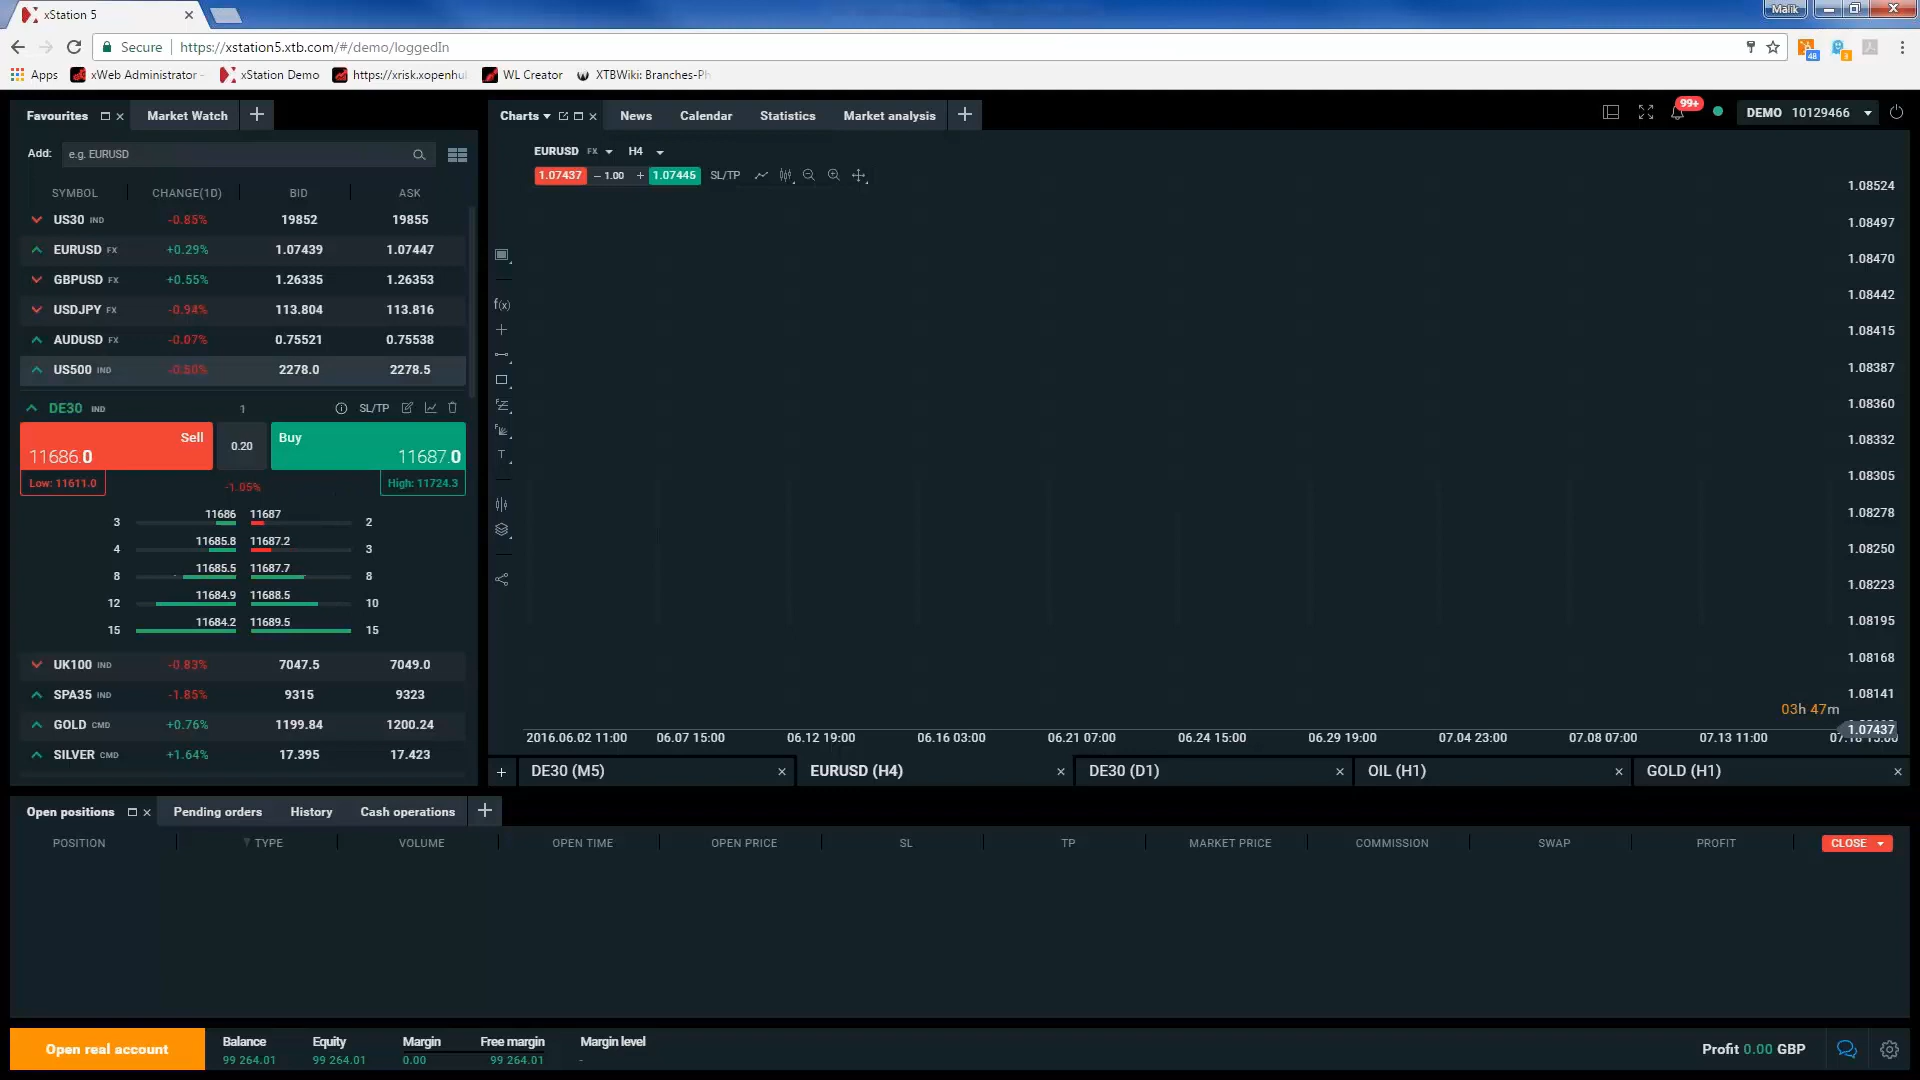 xStation 5
Malik
Secure https://xstation5.xtb.com/#/demo/loggedIn
48
3
Apps xWeb Administrator - xStation Demo https://xrisk.xopenhu WL Creator XTBWiki: Branches-Ph
Favourites Market Watch
Charts News Calendar Statistics Market analysis
99+ DEMO 10129466
Add: e.g. EURUSD
SYMBOL CHANGE(1D) BID ASK
US30 IND -0.85% 19852 19855
EURUSD FX +0.29% 1.07439 1.07447
GBPUSD FX +0.55% 1.26335 1.26353
USDJPY FX -0.94% 113.804 113.816
AUDUSD FX -0.07% 0.75521 0.75538
US500 IND -0.50% 2278.0 2278.5
DE30 IND 1 SL/TP
Sell 0.20 Buy
11686.0 11687.0
Low: 11611.0 -1.05% High: 11724.3
3 11686 11687 2
4 11685.8 11687.2 3
8 11685.5 11687.7 8
12 11684.9 11688.5 10
15 11684.2 11689.5 15
UK100 IND -0.83% 7047.5 7049.0
SPA35 IND -1.85% 9315 9323
GOLD CMD +0.76% 1199.84 1200.24
SILVER CMD +1.64% 17.395 17.423
EURUSD FX H4
1.07437 – 1.00 + 1.07445 SL/TP
f(x)
T
1.08524
1.08497
1.08470
1.08442
1.08415
1.08387
1.08360
1.08332
1.08305
1.08278
1.08250
1.08223
1.08195
1.08168
1.08141
03h 47m
1.07437
2016.06.02 11:00 06.07 15:00 06.12 19:00 06.16 03:00 06.21 07:00 06.24 15:00 06.29 19:00 07.04 23:00 07.08 07:00 07.13 11:00 07.18 15:00
DE30 (M5) EURUSD (H4) DE30 (D1) OIL (H1) GOLD (H1)
Open positions Pending orders History Cash operations
POSITION TYPE VOLUME OPEN TIME OPEN PRICE SL TP MARKET PRICE COMMISSION SWAP PROFIT CLOSE
Open real account
Balance Equity Margin Free margin Margin level
99 264.01 99 264.01 0.00 99 264.01 -
Profit 0.00 GBP